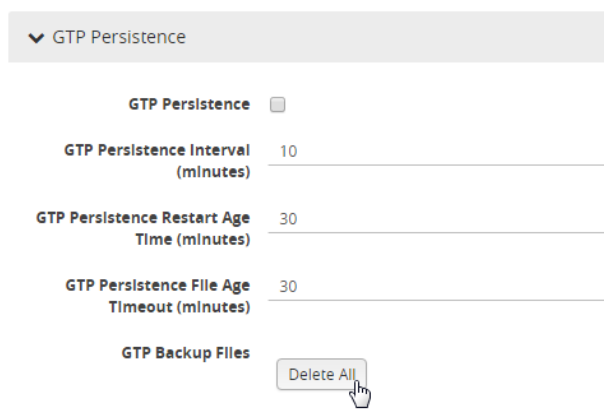 GTP Persistence
GTP Persistence
GTP Persistence Interval
(minutes)
10
GTP Persistence Restart Age
Time (minutes)
30
GTP Persistence File Age
Timeout (minutes)
30
GTP Backup Files
Delete All